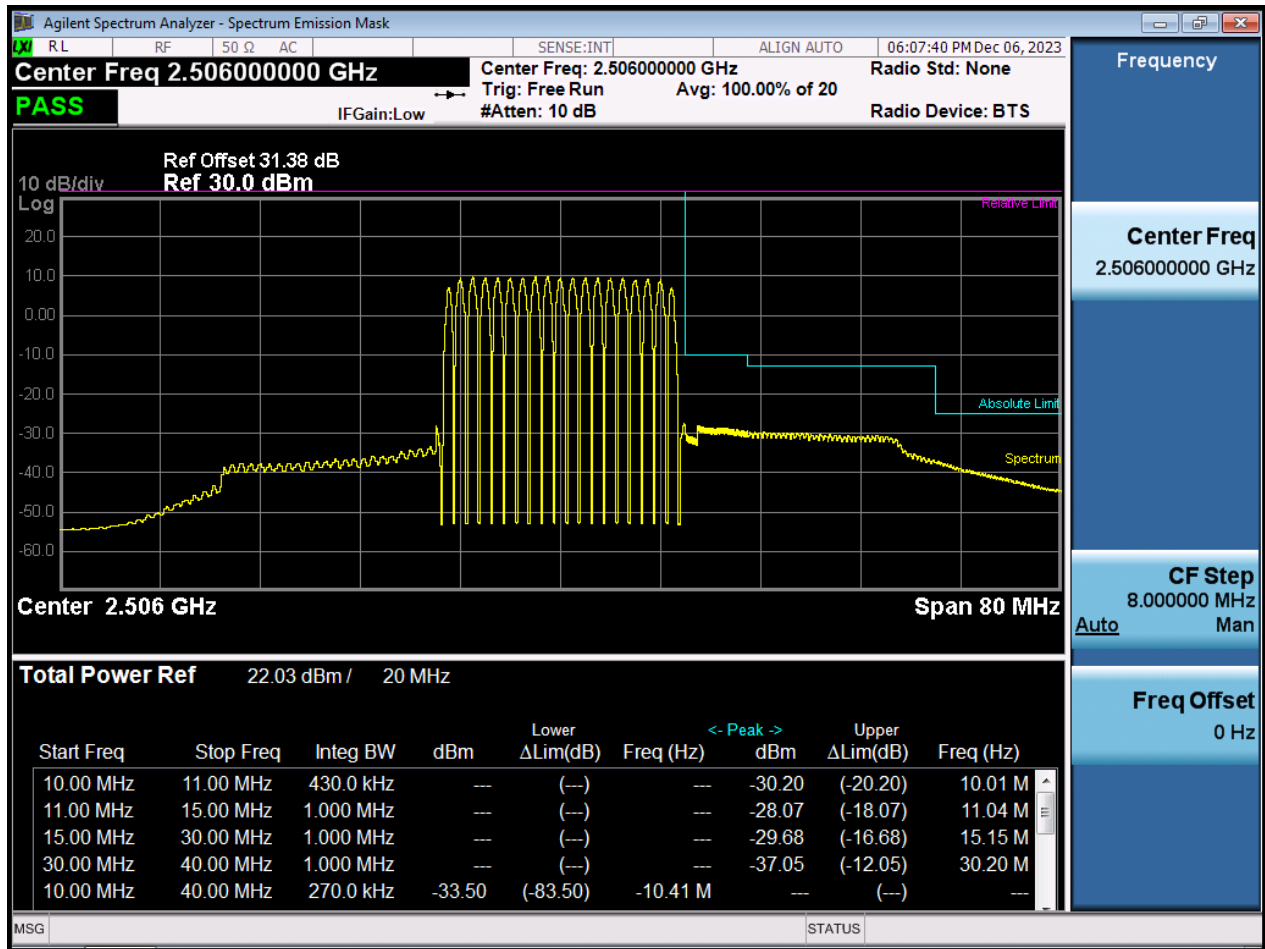 Agilent Spectrum Analyzer - Spectrum Emission Mask
LXI RL RF 50 Ω AC SENSE:INT ALIGN AUTO 06:07:40 PM Dec 06, 2023
Center Freq 2.506000000 GHz
PASS
IFGain:Low
Center Freq: 2.506000000 GHz
Trig: Free Run Avg: 100.00% of 20
#Atten: 10 dB
Radio Std: None
Radio Device: BTS
Ref Offset 31.38 dB
10 dB/div Ref 30.0 dBm
Log
Relative Limit
20.0
10.0
0.00
-10.0
-20.0
Absolute Limit
-30.0
Spectrum
-40.0
-50.0
-60.0
Center 2.506 GHz Span 80 MHz
Total Power Ref 22.03 dBm / 20 MHz
Lower <- Peak -> Upper
Start Freq Stop Freq Integ BW dBm ΔLim(dB) Freq (Hz) dBm ΔLim(dB) Freq (Hz)
10.00 MHz 11.00 MHz 430.0 kHz --- (---) --- -30.20 (-20.20) 10.01 M
11.00 MHz 15.00 MHz 1.000 MHz --- (---) --- -28.07 (-18.07) 11.04 M
15.00 MHz 30.00 MHz 1.000 MHz --- (---) --- -29.68 (-16.68) 15.15 M
30.00 MHz 40.00 MHz 1.000 MHz --- (---) --- -37.05 (-12.05) 30.20 M
10.00 MHz 40.00 MHz 270.0 kHz -33.50 (-83.50) -10.41 M --- (---) ---
MSG STATUS
Frequency
Center Freq
2.506000000 GHz
CF Step
8.000000 MHz
Auto Man
Freq Offset
0 Hz